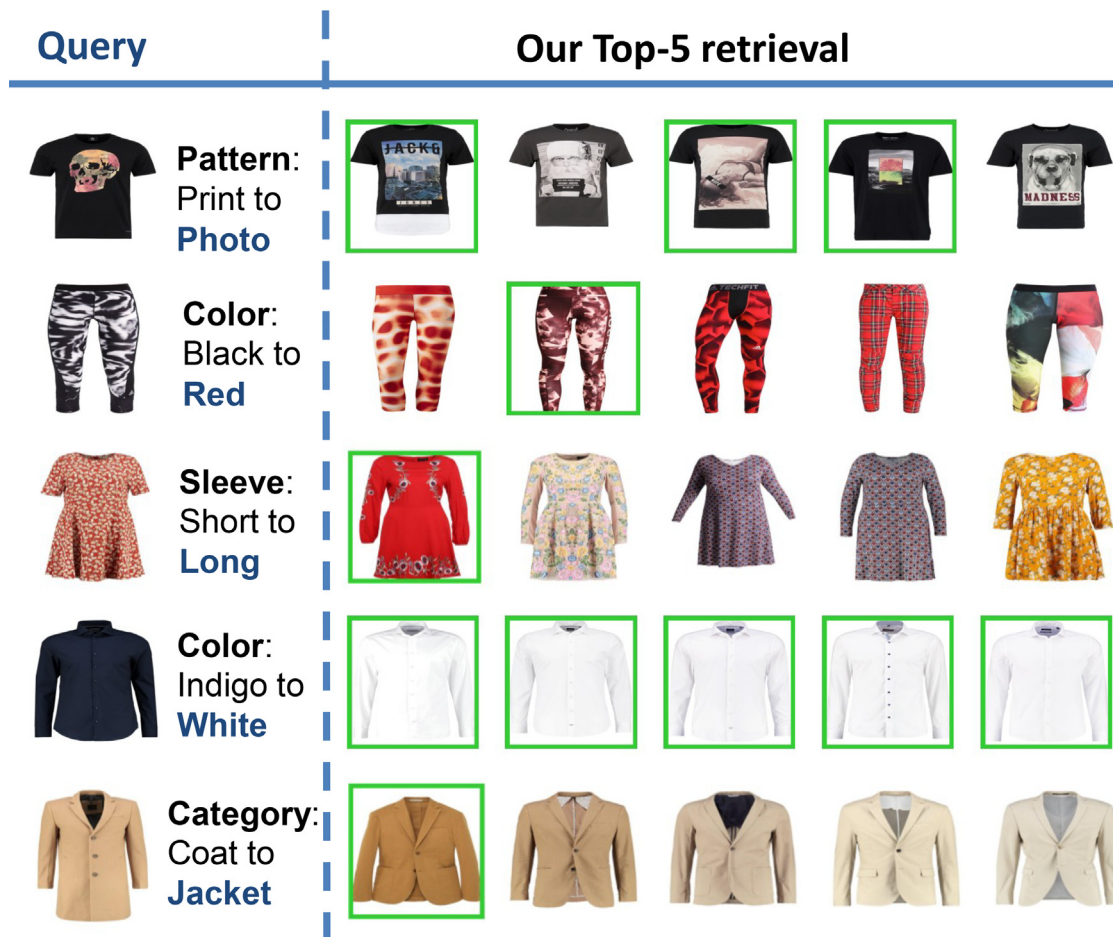 Query
Our Top-5 retrieval
Pattern:
Print to
Photo
JACK&
MADNESS
Color:
Black to
Red
TECHFIT
Sleeve:
Short to
Long
Color:
Indigo to
White
Category:
Coat to
Jacket